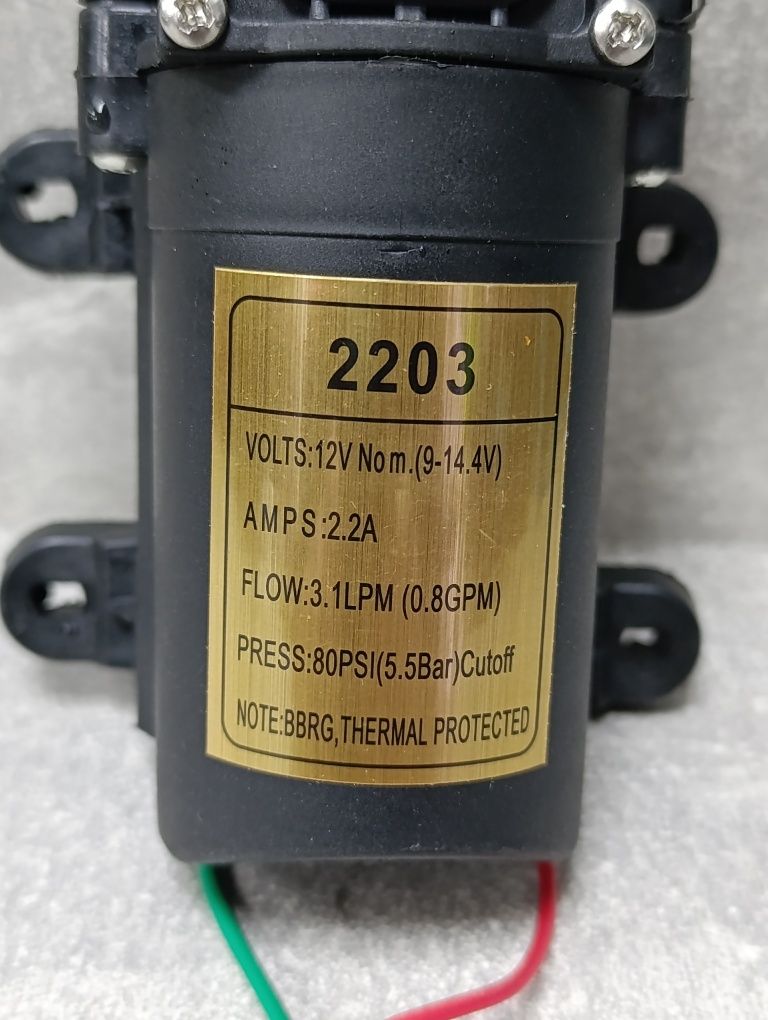 2203
VOLTS:12V Nom.(9-14.4V)
AMPS:2.2A
FLOW:3.1LPM (0.8GPM)
PRESS:80PSI(5.5Bar)Cutoff
NOTE:BBRG,THERMAL PROTECTED